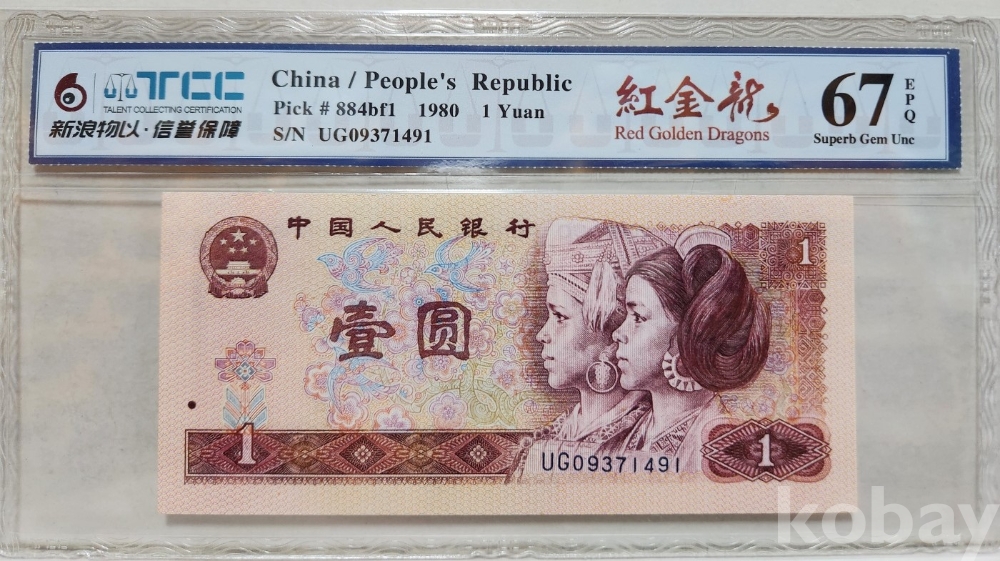 TCC
TALENT COLLECTING CERTIFICATION
新浪物以·信誉保障
China / People's Republic
Pick # 884bf1 1980 1 Yuan
S/N UG09371491
紅金龍
Red Golden Dragons
67
EPQ
Superb Gem Unc
中国人民银行
1
壹圆
1
UG09371491
1
kobay